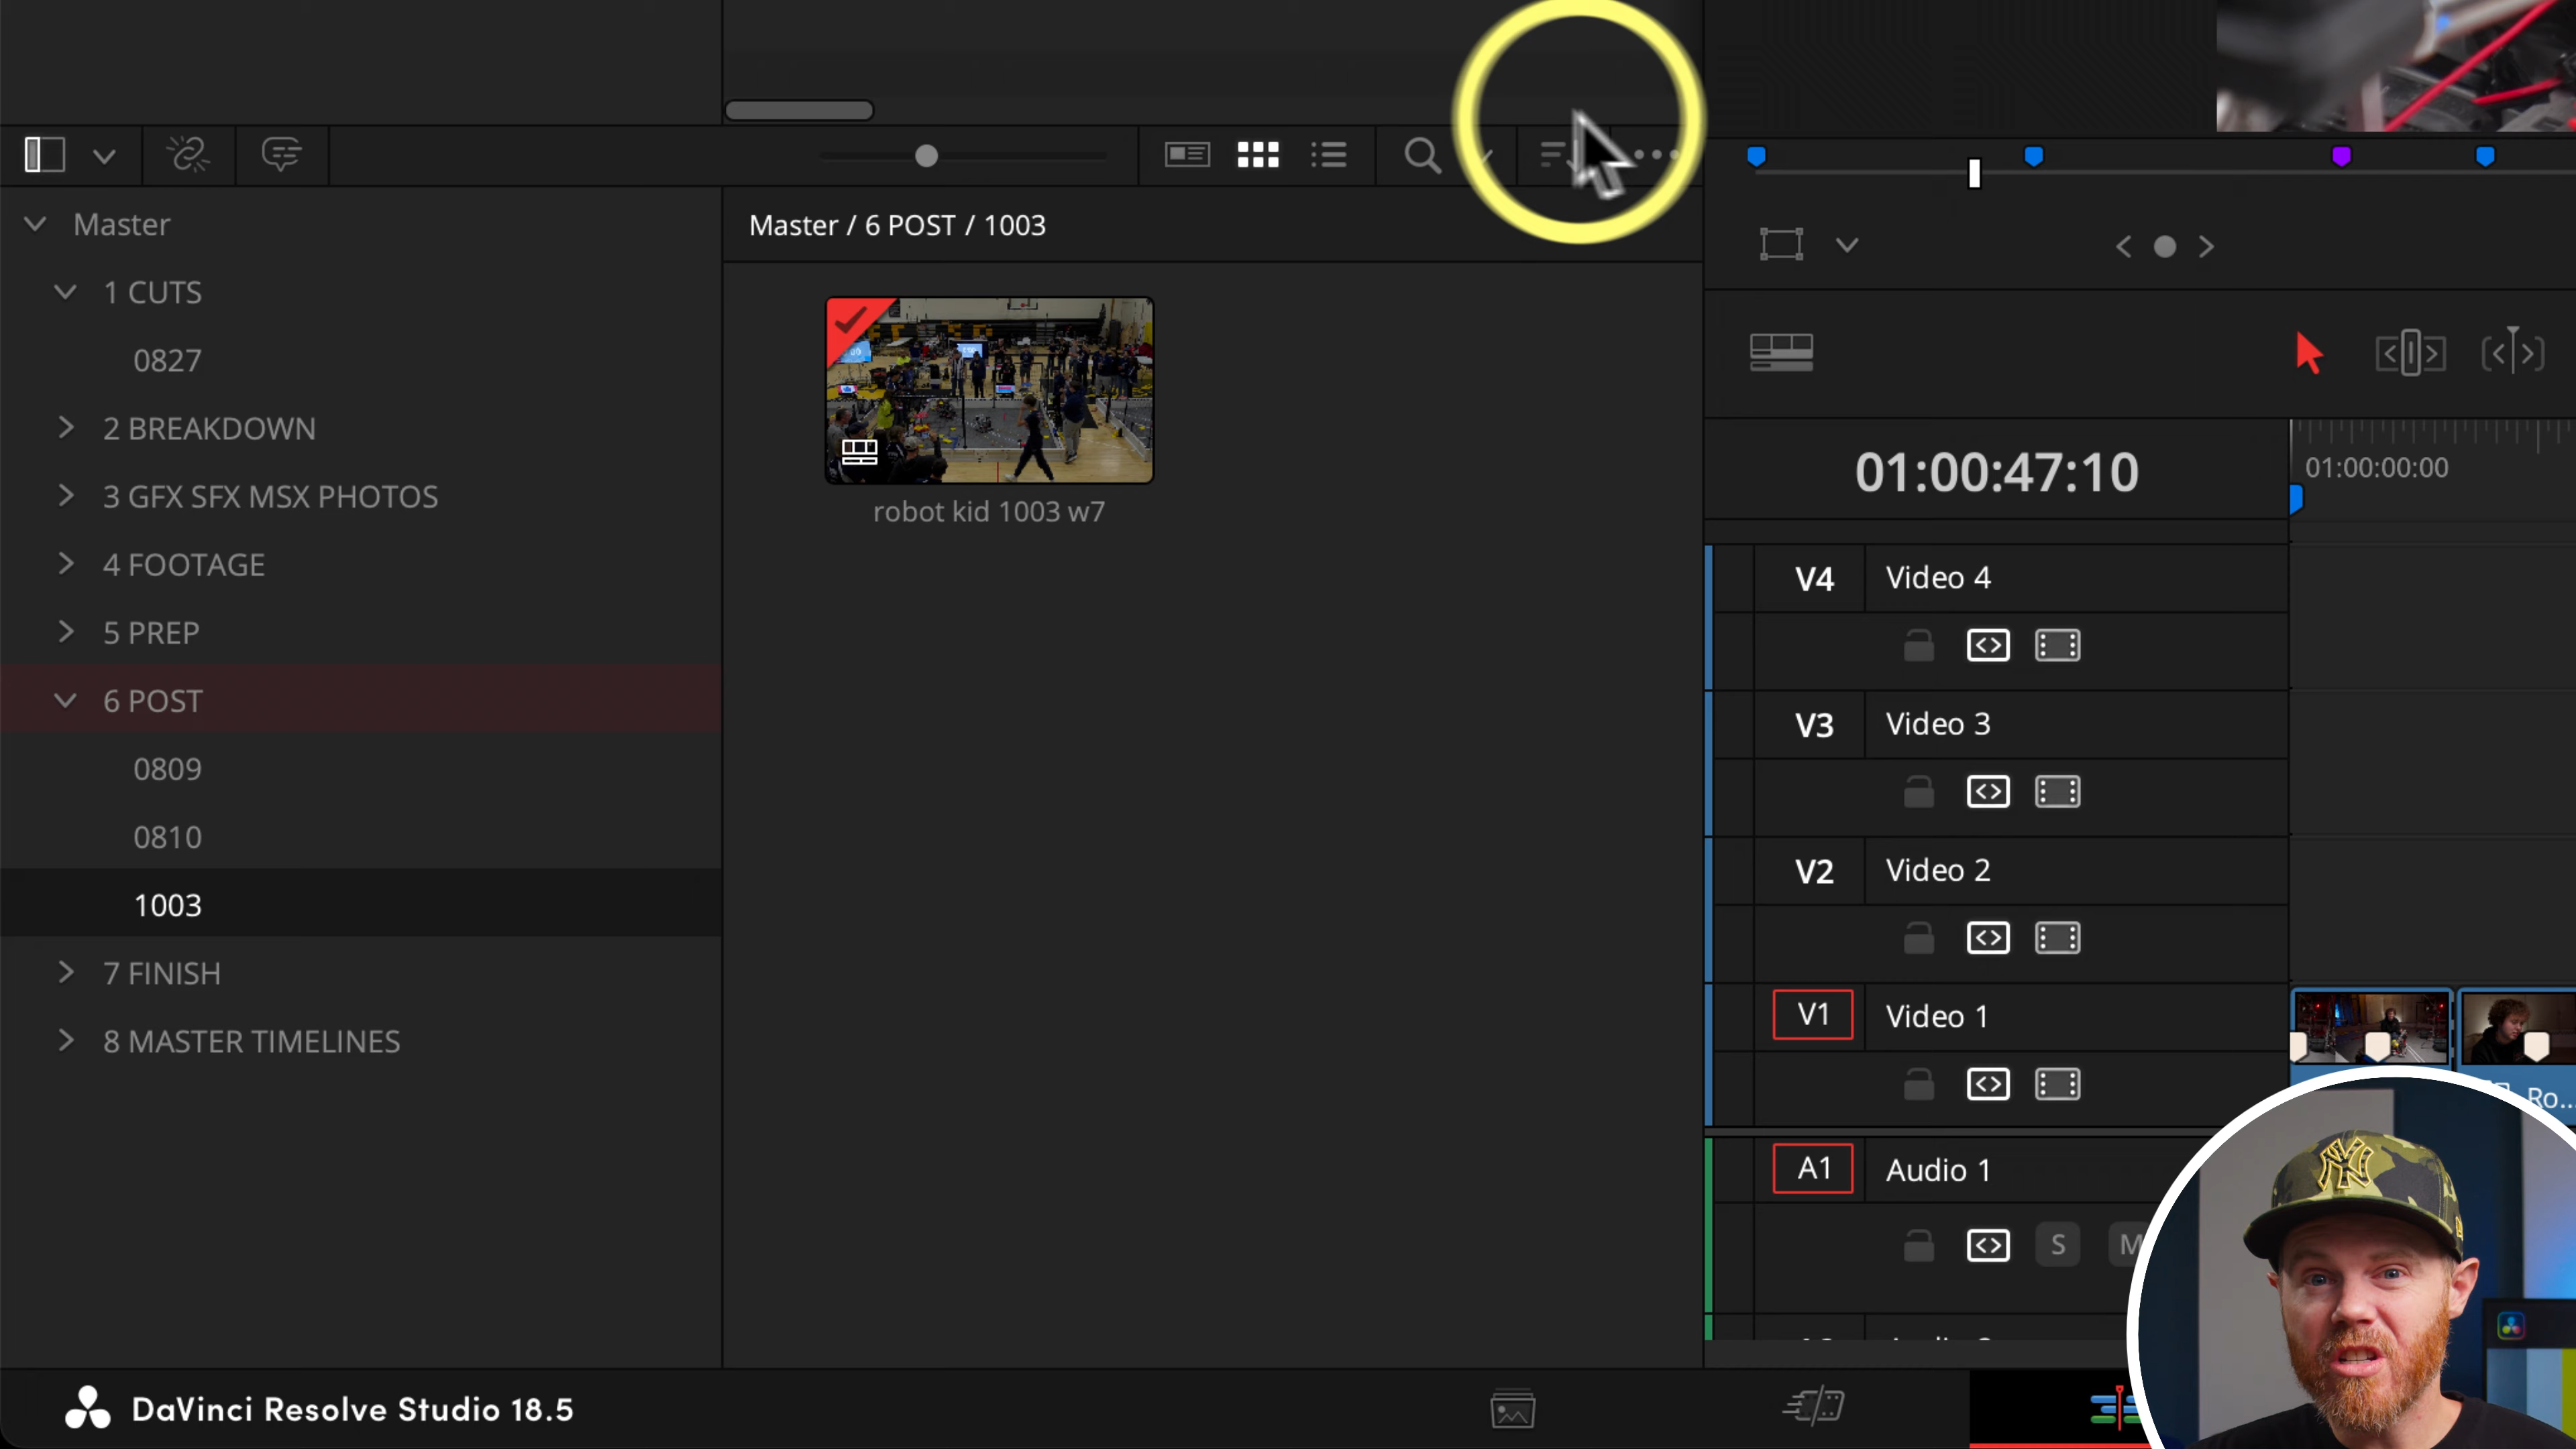 Master
1 CUTS
0827
2 BREAKDOWN
3 GFX SFX MSX PHOTOS
4 FOOTAGE
5 PREP
6 POST
0809
0810
1003
7 FINISH
8 MASTER TIMELINES
Master / 6 POST / 1003
robot kid 1003 w7
01:00:47:10
01:00:00:00
V4 Video 4
V3 Video 3
V2 Video 2
V1 Video 1
Ro...
A1 Audio 1
S M
NY
DaVinci Resolve Studio 18.5